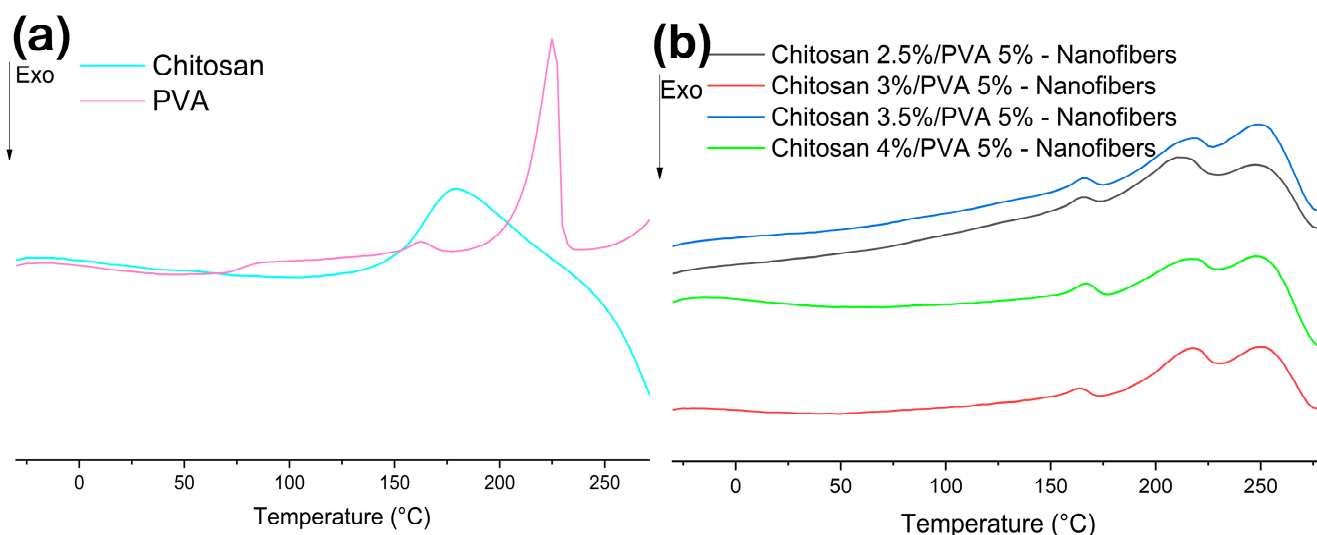 (a)
Exo
Chitosan
PVA
0 50 100 150 200 250
Temperature (°C)
(b)
Exo
Chitosan 2.5%/PVA 5% - Nanofibers
Chitosan 3%/PVA 5% - Nanofibers
Chitosan 3.5%/PVA 5% - Nanofibers
Chitosan 4%/PVA 5% - Nanofibers
0 50 100 150 200 250
Temperature (°C)